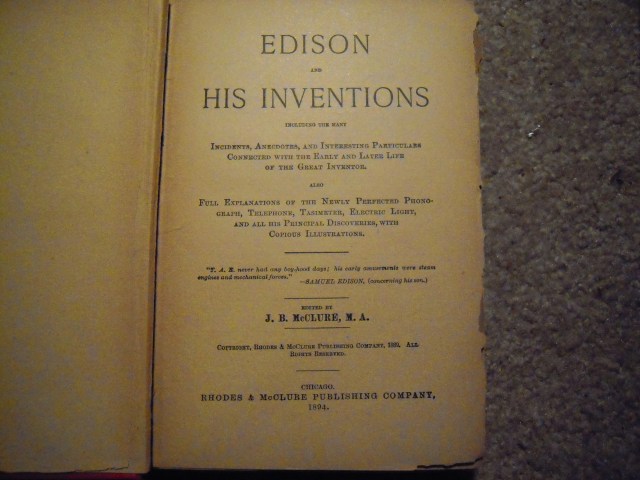 EDISON
AND
HIS INVENTIONS
INCLUDING THE MANY
INCIDENTS, ANECDOTES, AND INTERESTING PARTICULARS
CONNECTED WITH THE EARLY AND LATER LIFE
OF THE GREAT INVENTOR.
ALSO
FULL EXPLANATIONS OF THE NEWLY PERFECTED PHONO-
GRAPH, TELEPHONE, TASIMETER, ELECTRIC LIGHT,
AND ALL HIS PRINCIPAL DISCOVERIES, WITH
COPIOUS ILLUSTRATIONS.
"T. A. E. never had any boy-hood days; his early amusements were steam
engines and mechanical forces."
—SAMUEL EDISON, (concerning his son.)
EDITED BY
J. B. McCLURE, M. A.
COPYRIGHT, RHODES & MCCLURE PUBLISHING COMPANY, ALL
RIGHTS RESERVED.
CHICAGO.
RHODES & McCLURE PUBLISHING COMPANY,
1894.